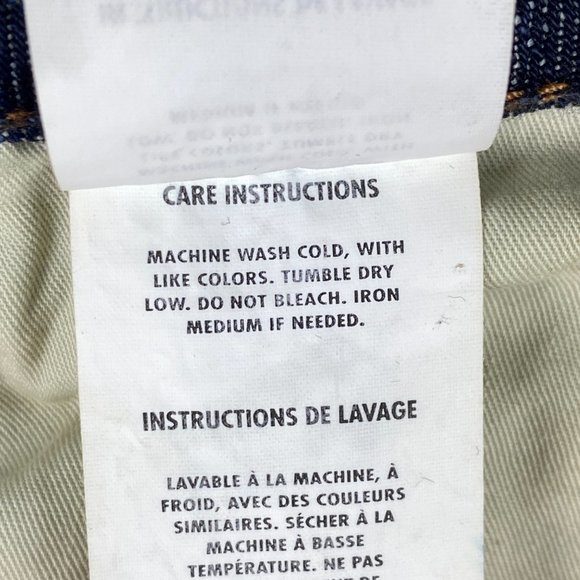 CARE INSTRUCTIONS
MACHINE WASH COLD, WITH
LIKE COLORS. TUMBLE DRY
LOW. DO NOT BLEACH. IRON
MEDIUM IF NEEDED.
INSTRUCTIONS DE LAVAGE
LAVABLE À LA MACHINE, À
FROID, AVEC DES COULEURS
SIMILAIRES. SÉCHER À LA
MACHINE À BASSE
TEMPÉRATURE. NE PAS
DE